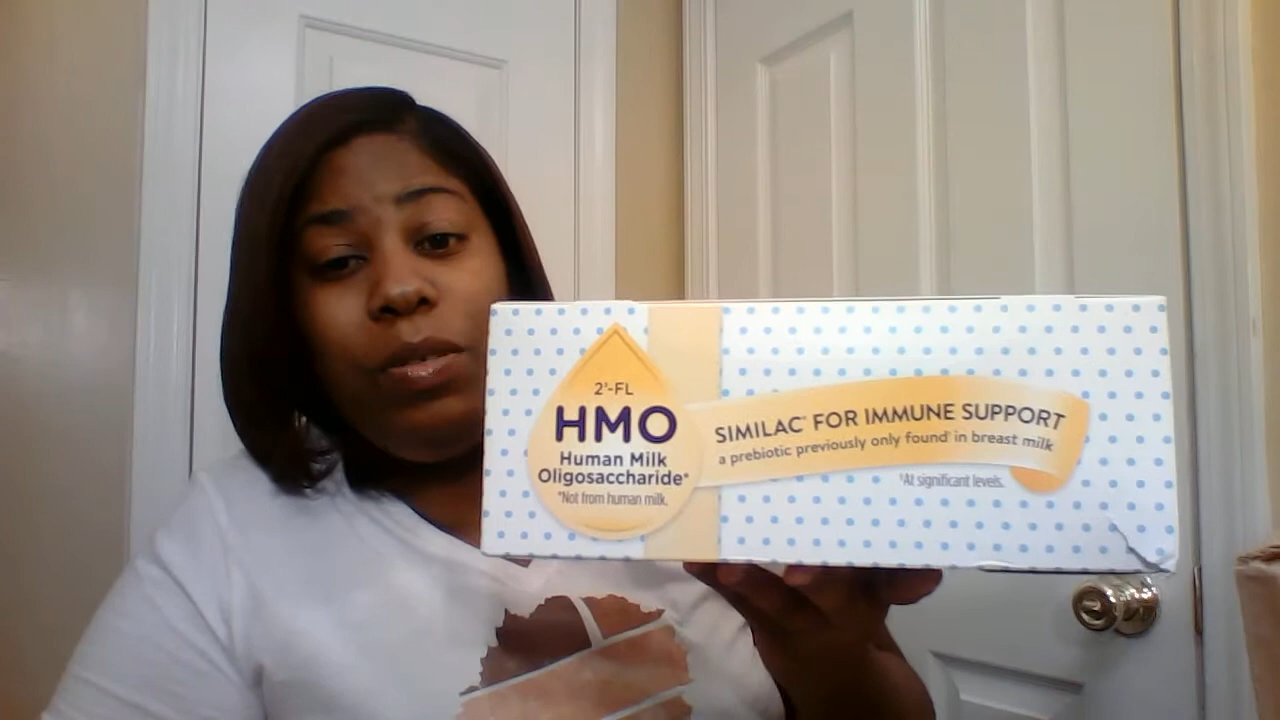 2'-FL
HMO
Human Milk
Oligosaccharide*
*Not from human milk.
SIMILAC® FOR IMMUNE SUPPORT
a prebiotic previously only found† in breast milk
†At significant levels.